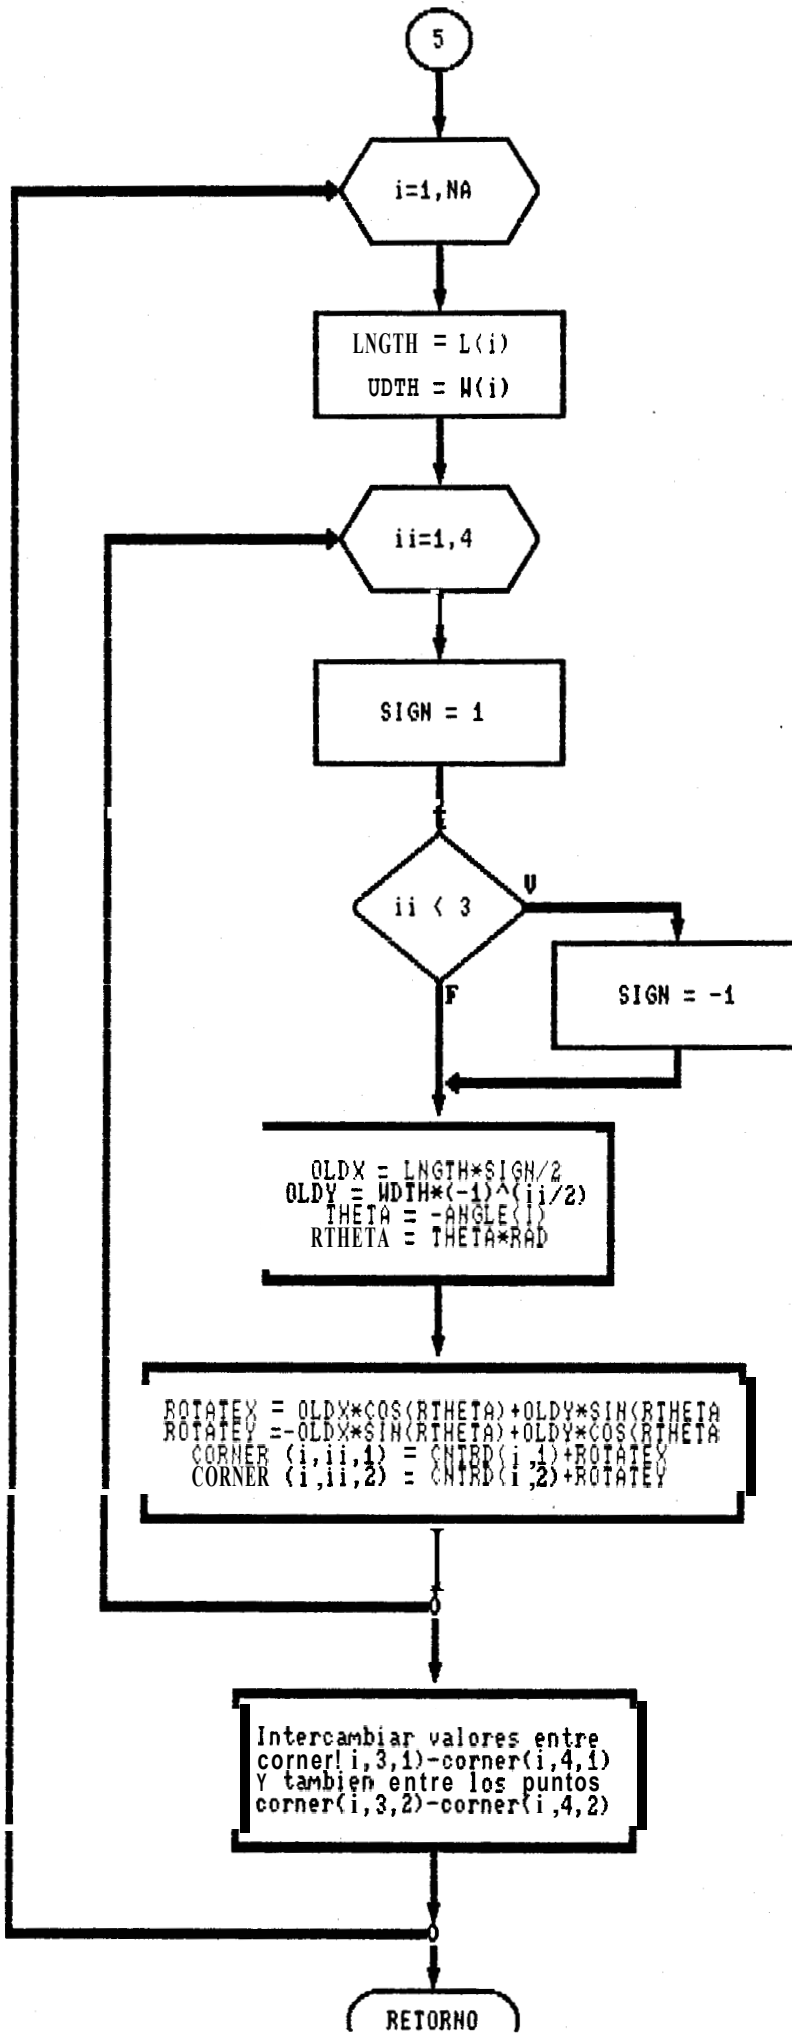 5
i=1,NA
LNGTH = L(i)
UDTH = W(i)
ii=1,4
SIGN = 1
ii < 3
V
F
SIGN = -1
OLDX = LNGTH*SIGN/2
OLDY = WDTH*(-1)^(ii/2)
THETA = -ANGLE(I)
RTHETA = THETA*RAD
ROTATEX = OLDX*COS(RTHETA)+OLDY*SIN(RTHETA
ROTATEY =-OLDX*SIN(RTHETA)+OLDY*COS(RTHETA
CORNER (i,ii,1) = CNTRD(i,1)+ROTATEX
CORNER (i,ii,2) = CNTRD(i,2)+ROTATEY
Intercambiar valores entre
corner! i,3,1)-corner(i,4,1)
Y tambien entre los puntos
corner(i,3,2)-corner(i,4,2)
RETORNO